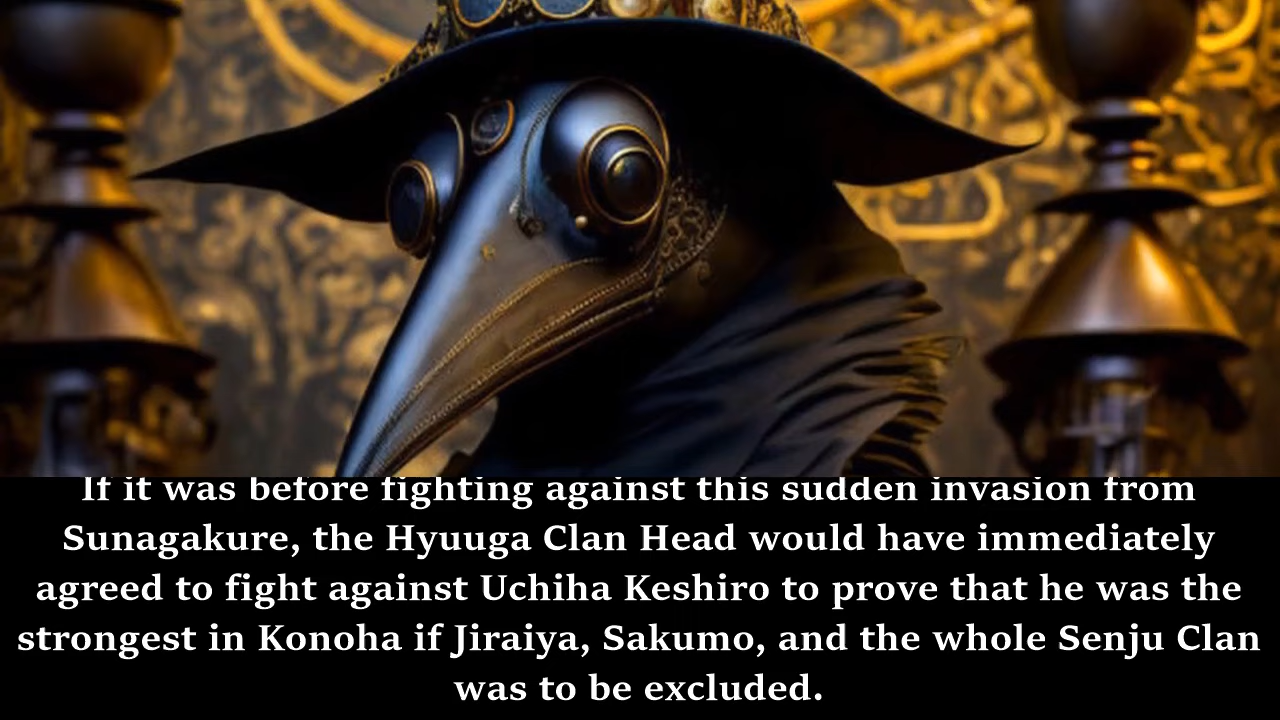 If it was before fighting against this sudden invasion from
Sunagakure, the Hyuuga Clan Head would have immediately
agreed to fight against Uchiha Keshiro to prove that he was the
strongest in Konoha if Jiraiya, Sakumo, and the whole Senju Clan
was to be excluded.